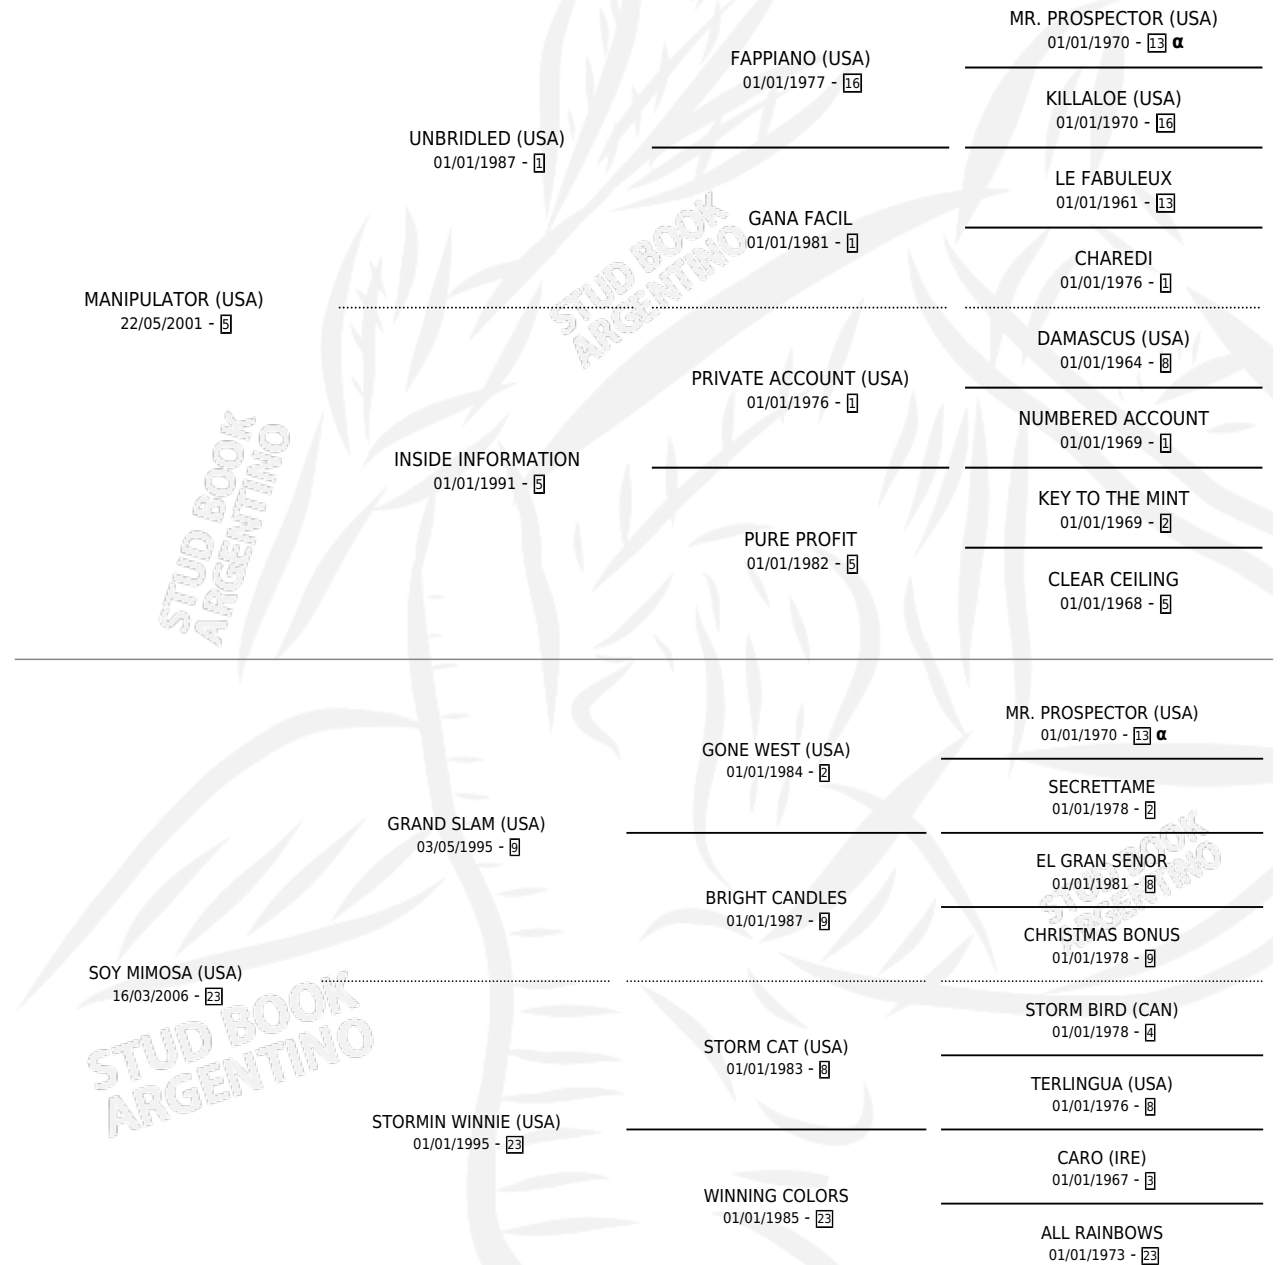 MR. PROSPECTOR (USA)
01/01/1970 - 13 α
FAPPIANO (USA)
01/01/1977 - 16
KILLALOE (USA)
01/01/1970 - 16
UNBRIDLED (USA)
01/01/1987 - 1
LE FABULEUX
01/01/1961 - 13
GANA FACIL
01/01/1981 - 1
CHAREDI
01/01/1976 - 1
MANIPULATOR (USA)
22/05/2001 - 5
DAMASCUS (USA)
01/01/1964 - 8
PRIVATE ACCOUNT (USA)
01/01/1976 - 1
NUMBERED ACCOUNT
01/01/1969 - 1
INSIDE INFORMATION
01/01/1991 - 5
KEY TO THE MINT
01/01/1969 - 2
PURE PROFIT
01/01/1982 - 5
CLEAR CEILING
01/01/1968 - 5
STUD BOOK
ARGENTINO
STUD BOOK
ARGENTINO
MR. PROSPECTOR (USA)
01/01/1970 - 13 α
GONE WEST (USA)
01/01/1984 - 2
SECRETTAME
01/01/1978 - 2
GRAND SLAM (USA)
03/05/1995 - 9
EL GRAN SENOR
01/01/1981 - 8
BRIGHT CANDLES
01/01/1987 - 9
CHRISTMAS BONUS
01/01/1978 - 9
SOY MIMOSA (USA)
16/03/2006 - 23
STORM BIRD (CAN)
01/01/1978 - 4
STORM CAT (USA)
01/01/1983 - 8
TERLINGUA (USA)
01/01/1976 - 8
STORMIN WINNIE (USA)
01/01/1995 - 23
CARO (IRE)
01/01/1967 - 3
WINNING COLORS
01/01/1985 - 23
ALL RAINBOWS
01/01/1973 - 23
STUD BOOK
ARGENTINO
STUD BOOK
ARGENTINO